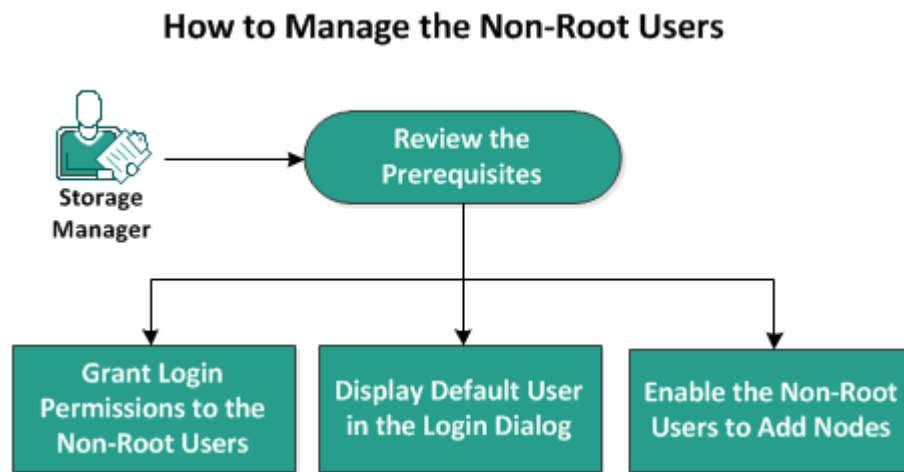 How to Manage the Non-Root Users
Review the
Prerequisites
Storage
Manager
Grant Login
Permissions to the
Non-Root Users
Display Default User
in the Login Dialog
Enable the Non-Root
Users to Add Nodes